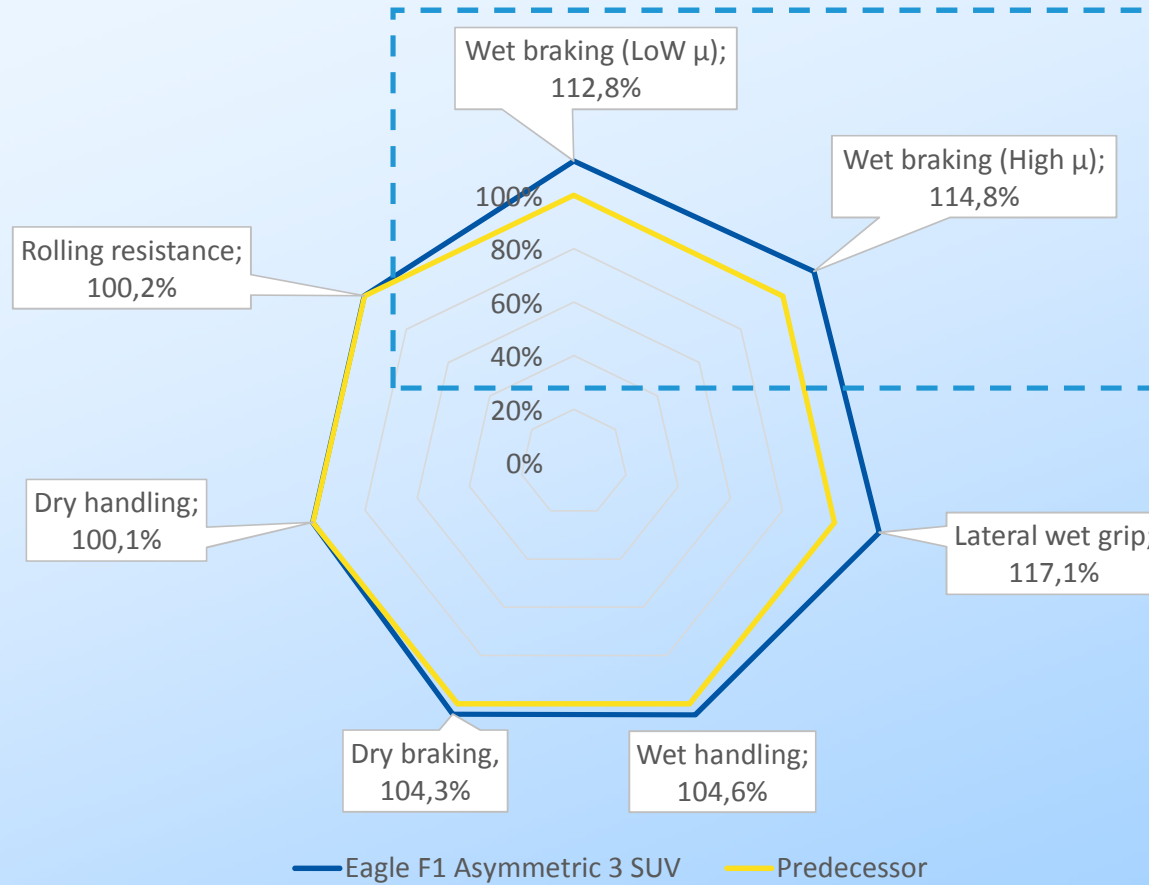 Wet braking (LoW µ);
112,8%
Wet braking (High µ);
114,8%
Rolling resistance;
100,2%
100%
80%
60%
40%
20%
0%
Dry handling;
100,1%
Lateral wet grip;
117,1%
Dry braking,
104,3%
Wet handling;
104,6%
Eagle F1 Asymmetric 3 SUV
Predecessor